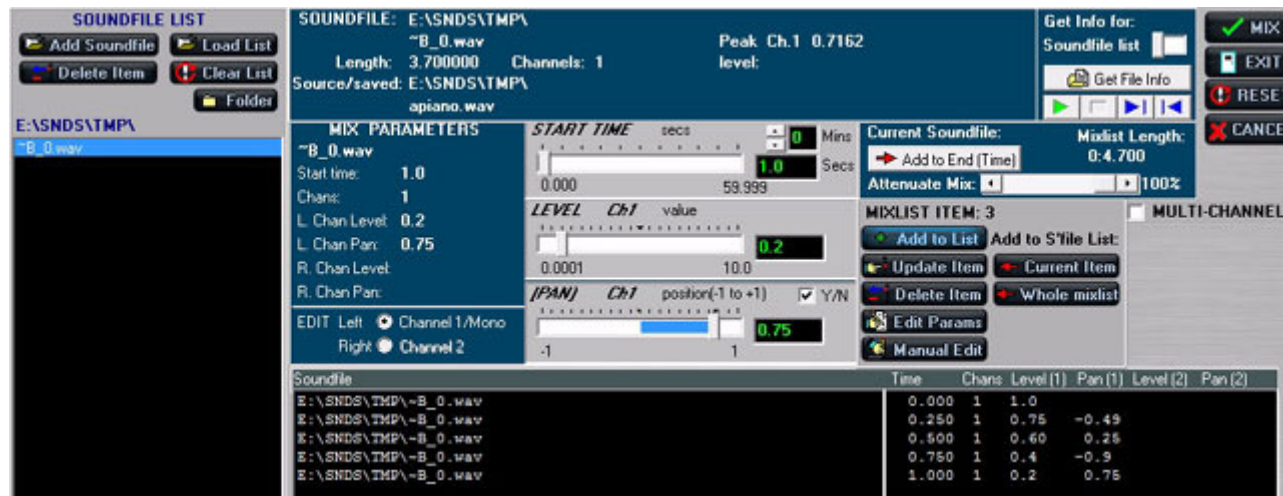 SOUNDFILE LIST
Add Soundfile Load List
Delete Item Clear List
Folder
E:\SNDS\TMP\
~B_0.wav
SOUNDFILE: E:\SNDS\TMP\
~B_0.wav
Peak Ch.1 0.7162
Length: 3.700000 Channels: 1 level:
Source/saved: E:\SNDS\TMP\
apiano.wav
Get Info for:
Soundfile list
Get File Info
MIX
EXIT
RESE
CANCE
MIX PARAMETERS
~B_0.wav
Start time: 1.0
Chans: 1
L. Chan Level: 0.2
L. Chan Pan: 0.75
R. Chan Level:
R. Chan Pan:
EDIT Left Channel 1/Mono
Right Channel 2
START TIME secs 0 Mins
1.0 Secs
0.000 59.999
LEVEL Ch1 value
0.2
0.0001 10.0
[PAN] Ch1 position(-1 to +1) Y/N
0.75
-1 1
Current Soundfile: Mixlist Length:
Add to End (Time) 0:4.700
Attenuate Mix: 100%
MIXLIST ITEM: 3
MULTI-CHANNEL
Add to List Add to S'file List:
Update Item Current Item
Delete Item Whole mixlist
Edit Params
Manual Edit
Soundfile Time Chans Level (1) Pan (1) Level (2) Pan (2)
E:\SNDS\TMP\~B_0.wav 0.000 1 1.0
E:\SNDS\TMP\~B_0.wav 0.250 1 0.75 -0.49
E:\SNDS\TMP\~B_0.wav 0.500 1 0.60 0.25
E:\SNDS\TMP\~B_0.wav 0.750 1 0.4 -0.9
E:\SNDS\TMP\~B_0.wav 1.000 1 0.2 0.75